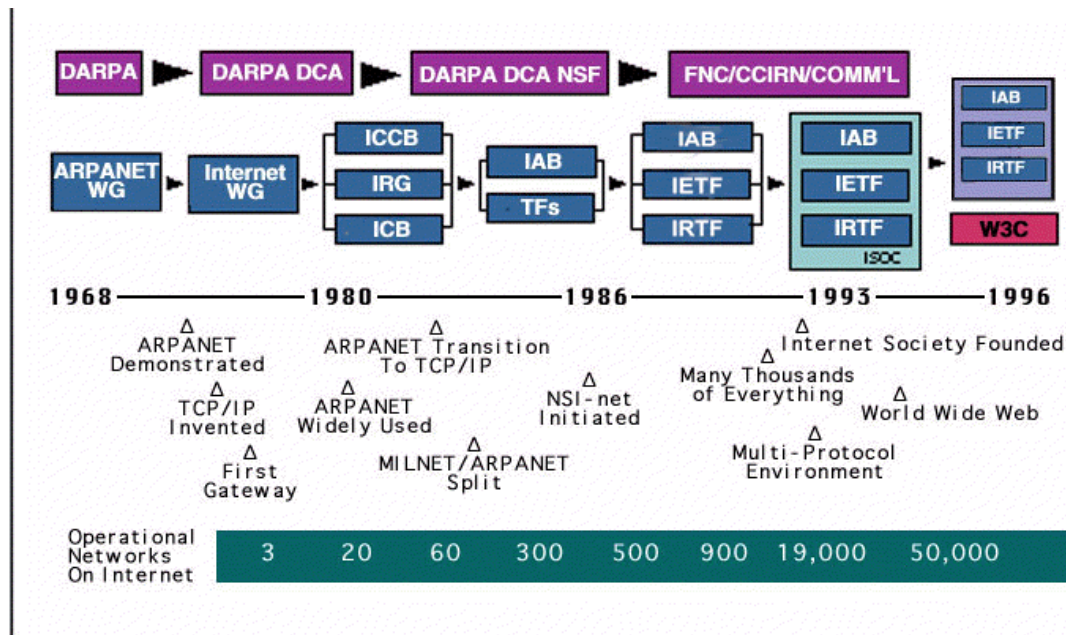 DARPA
DARPA DCA
DARPA DCA NSF
FNC/CCIRN/COMM'L
ARPANET
WG
Internet
WG
ICCB
IRG
ICB
IAB
TFs
IAB
IETF
IRTF
IAB
IETF
IRTF
ISOC
IAB
IETF
IRTF
W3C
1968
1980
1986
1993
1996
ARPANET
Demonstrated
TCP/IP
Invented
First
Gateway
ARPANET Transition
To TCP/IP
ARPANET
Widely Used
MILNET/ARPANET
Split
NSI-net
Initiated
Internet Society Founded
Many Thousands
of Everything
World Wide Web
Multi-Protocol
Environment
Operational
Networks
On Internet
3 20 60 300 500 900 19,000 50,000